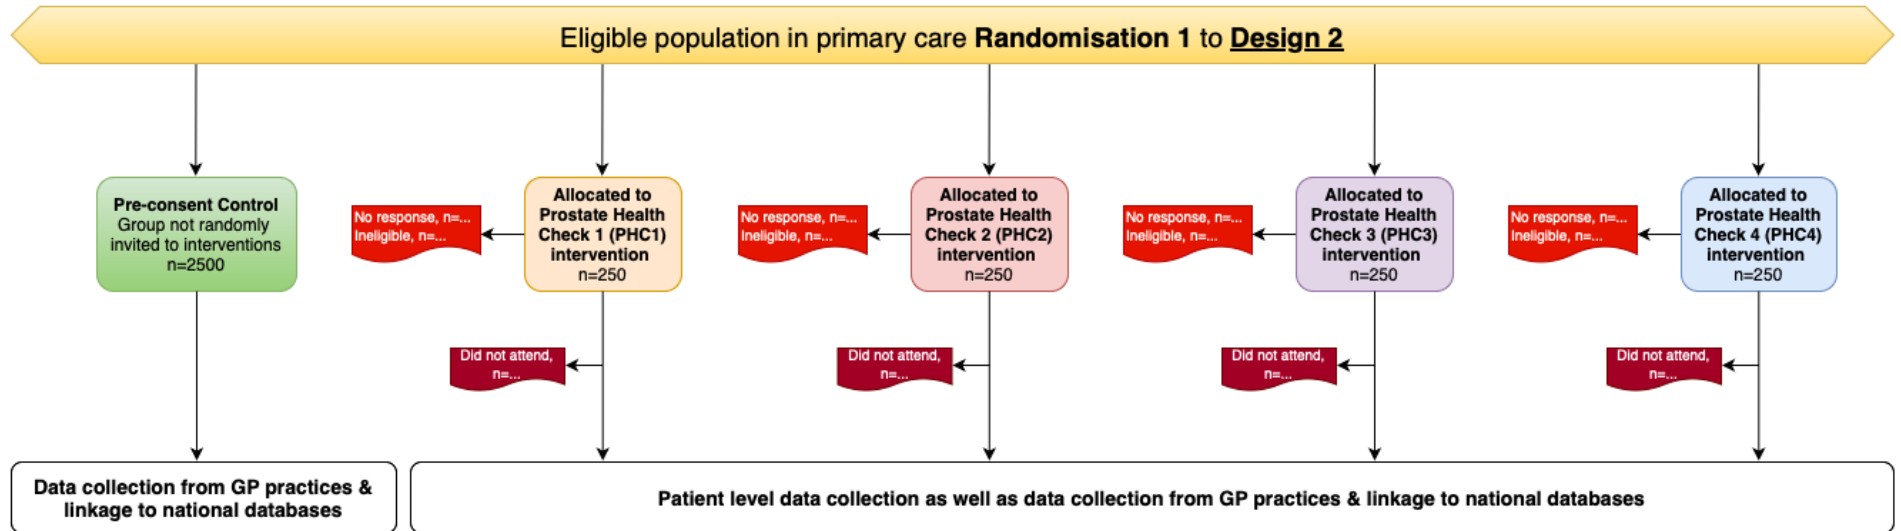 Eligible population in primary care Randomisation 1 to Design 2
Pre-consent Control
Group not randomly
invited to interventions
n=2500
No response, n=...
Ineligible, n=...
Allocated to
Prostate Health
Check 1 (PHC1)
intervention
n=250
No response, n=...
Ineligible, n=...
Allocated to
Prostate Health
Check 2 (PHC2)
intervention
n=250
No response, n=...
Ineligible, n=...
Allocated to
Prostate Health
Check 3 (PHC3)
intervention
n=250
No response, n=...
Ineligible, n=...
Allocated to
Prostate Health
Check 4 (PHC4)
intervention
n=250
Did not attend,
n=...
Did not attend,
n=...
Did not attend,
n=...
Did not attend,
n=...
Data collection from GP practices &
linkage to national databases
Patient level data collection as well as data collection from GP practices & linkage to national databases